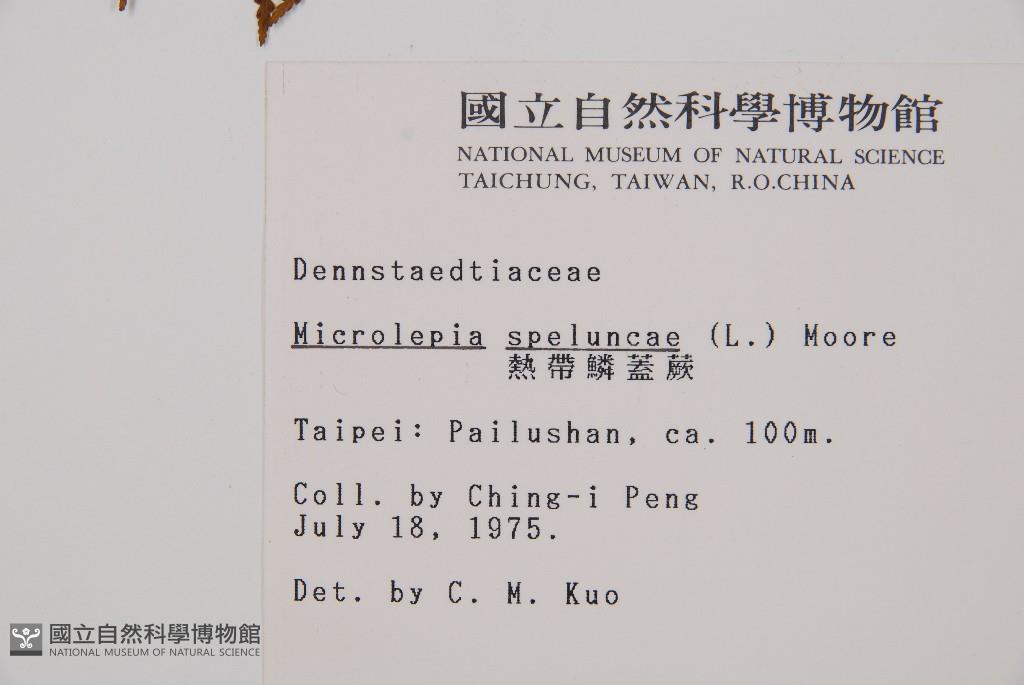 國立自然科學博物館
NATIONAL MUSEUM OF NATURAL SCIENCE
TAICHUNG, TAIWAN, R.O.CHINA
Dennstaedtiaceae
Microlepia speluncae (L.) Moore
熱帶鱗蓋蕨
Taipei: Pailushan, ca. 100m.
Coll. by Ching-i Peng
July 18, 1975.
Det. by C. M. Kuo
國立自然科學博物館
NATIONAL MUSEUM OF NATURAL SCIENCE